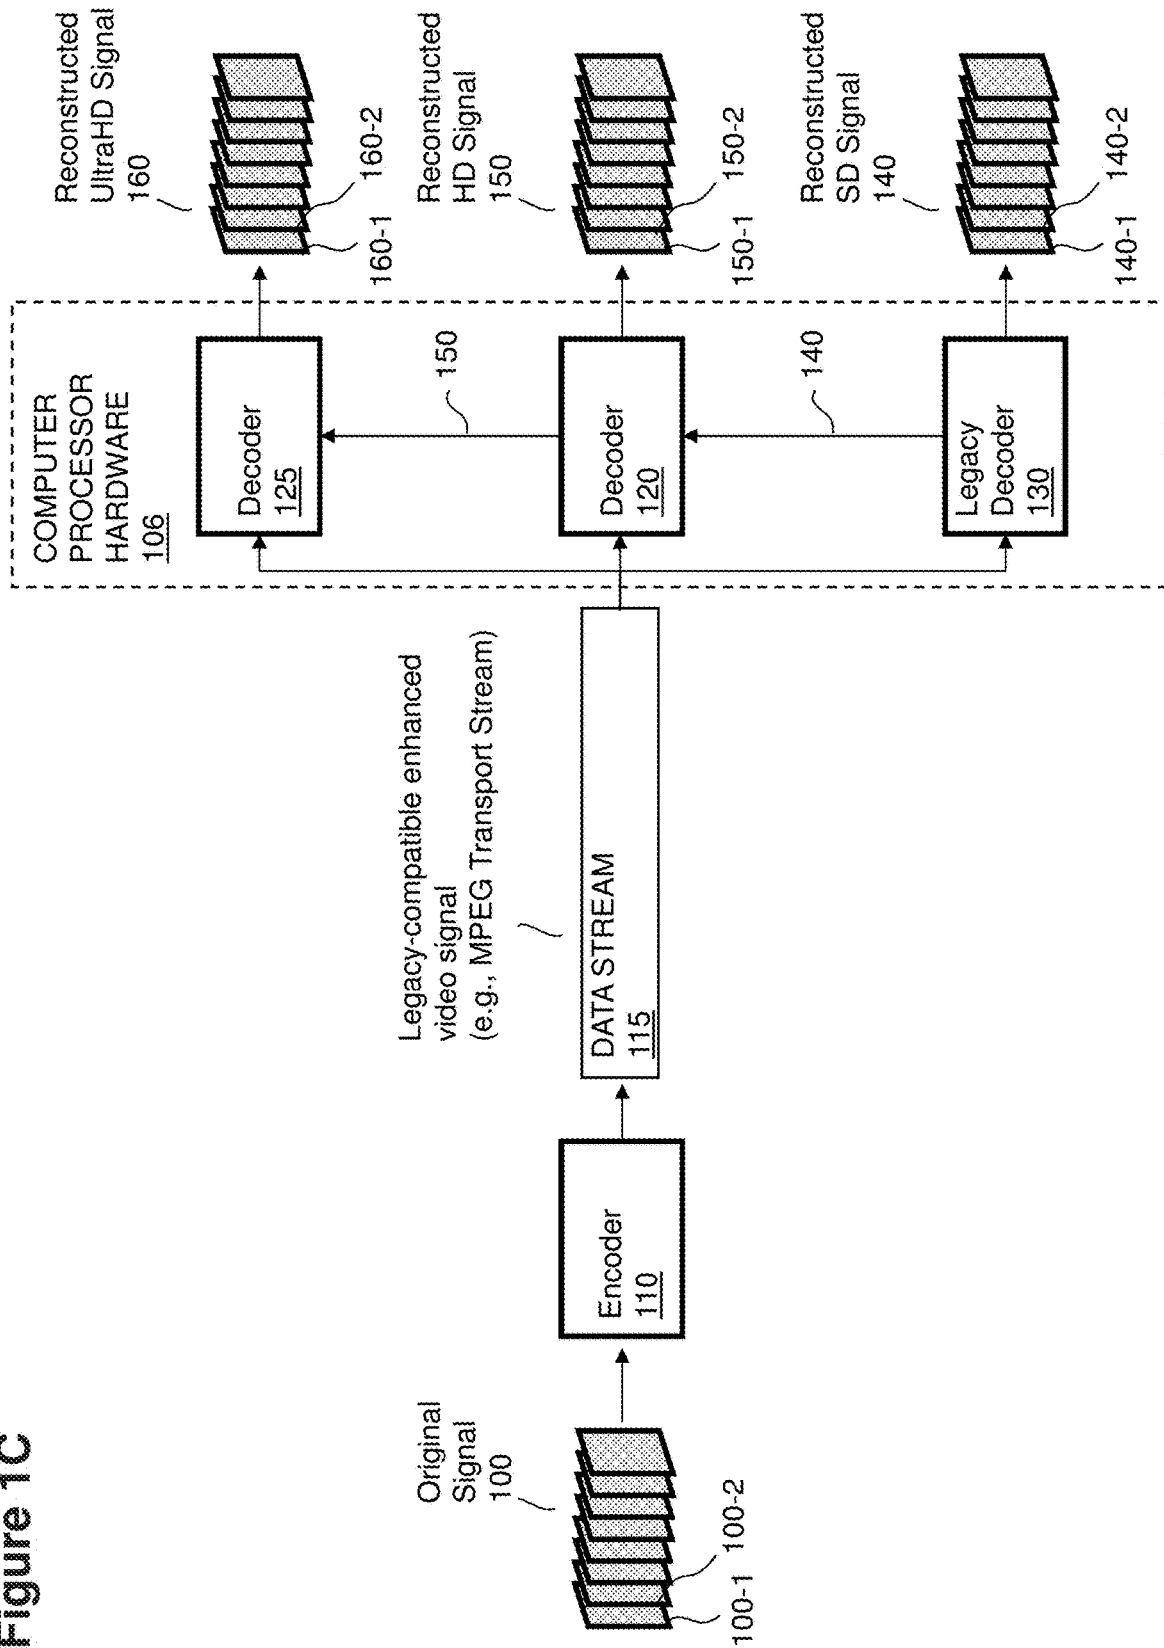 Figure 1C
Original
Signal
100
100-1
100-2
Encoder
110
Legacy-compatible enhanced
video signal
(e.g., MPEG Transport Stream)
DATA STREAM
115
COMPUTER
PROCESSOR
HARDWARE
106
Decoder
125
150
Decoder
120
140
Legacy
Decoder
130
Reconstructed
UltraHD Signal
160
160-1
160-2
Reconstructed
HD Signal
150
150-1
150-2
Reconstructed
SD Signal
140
140-1
140-2